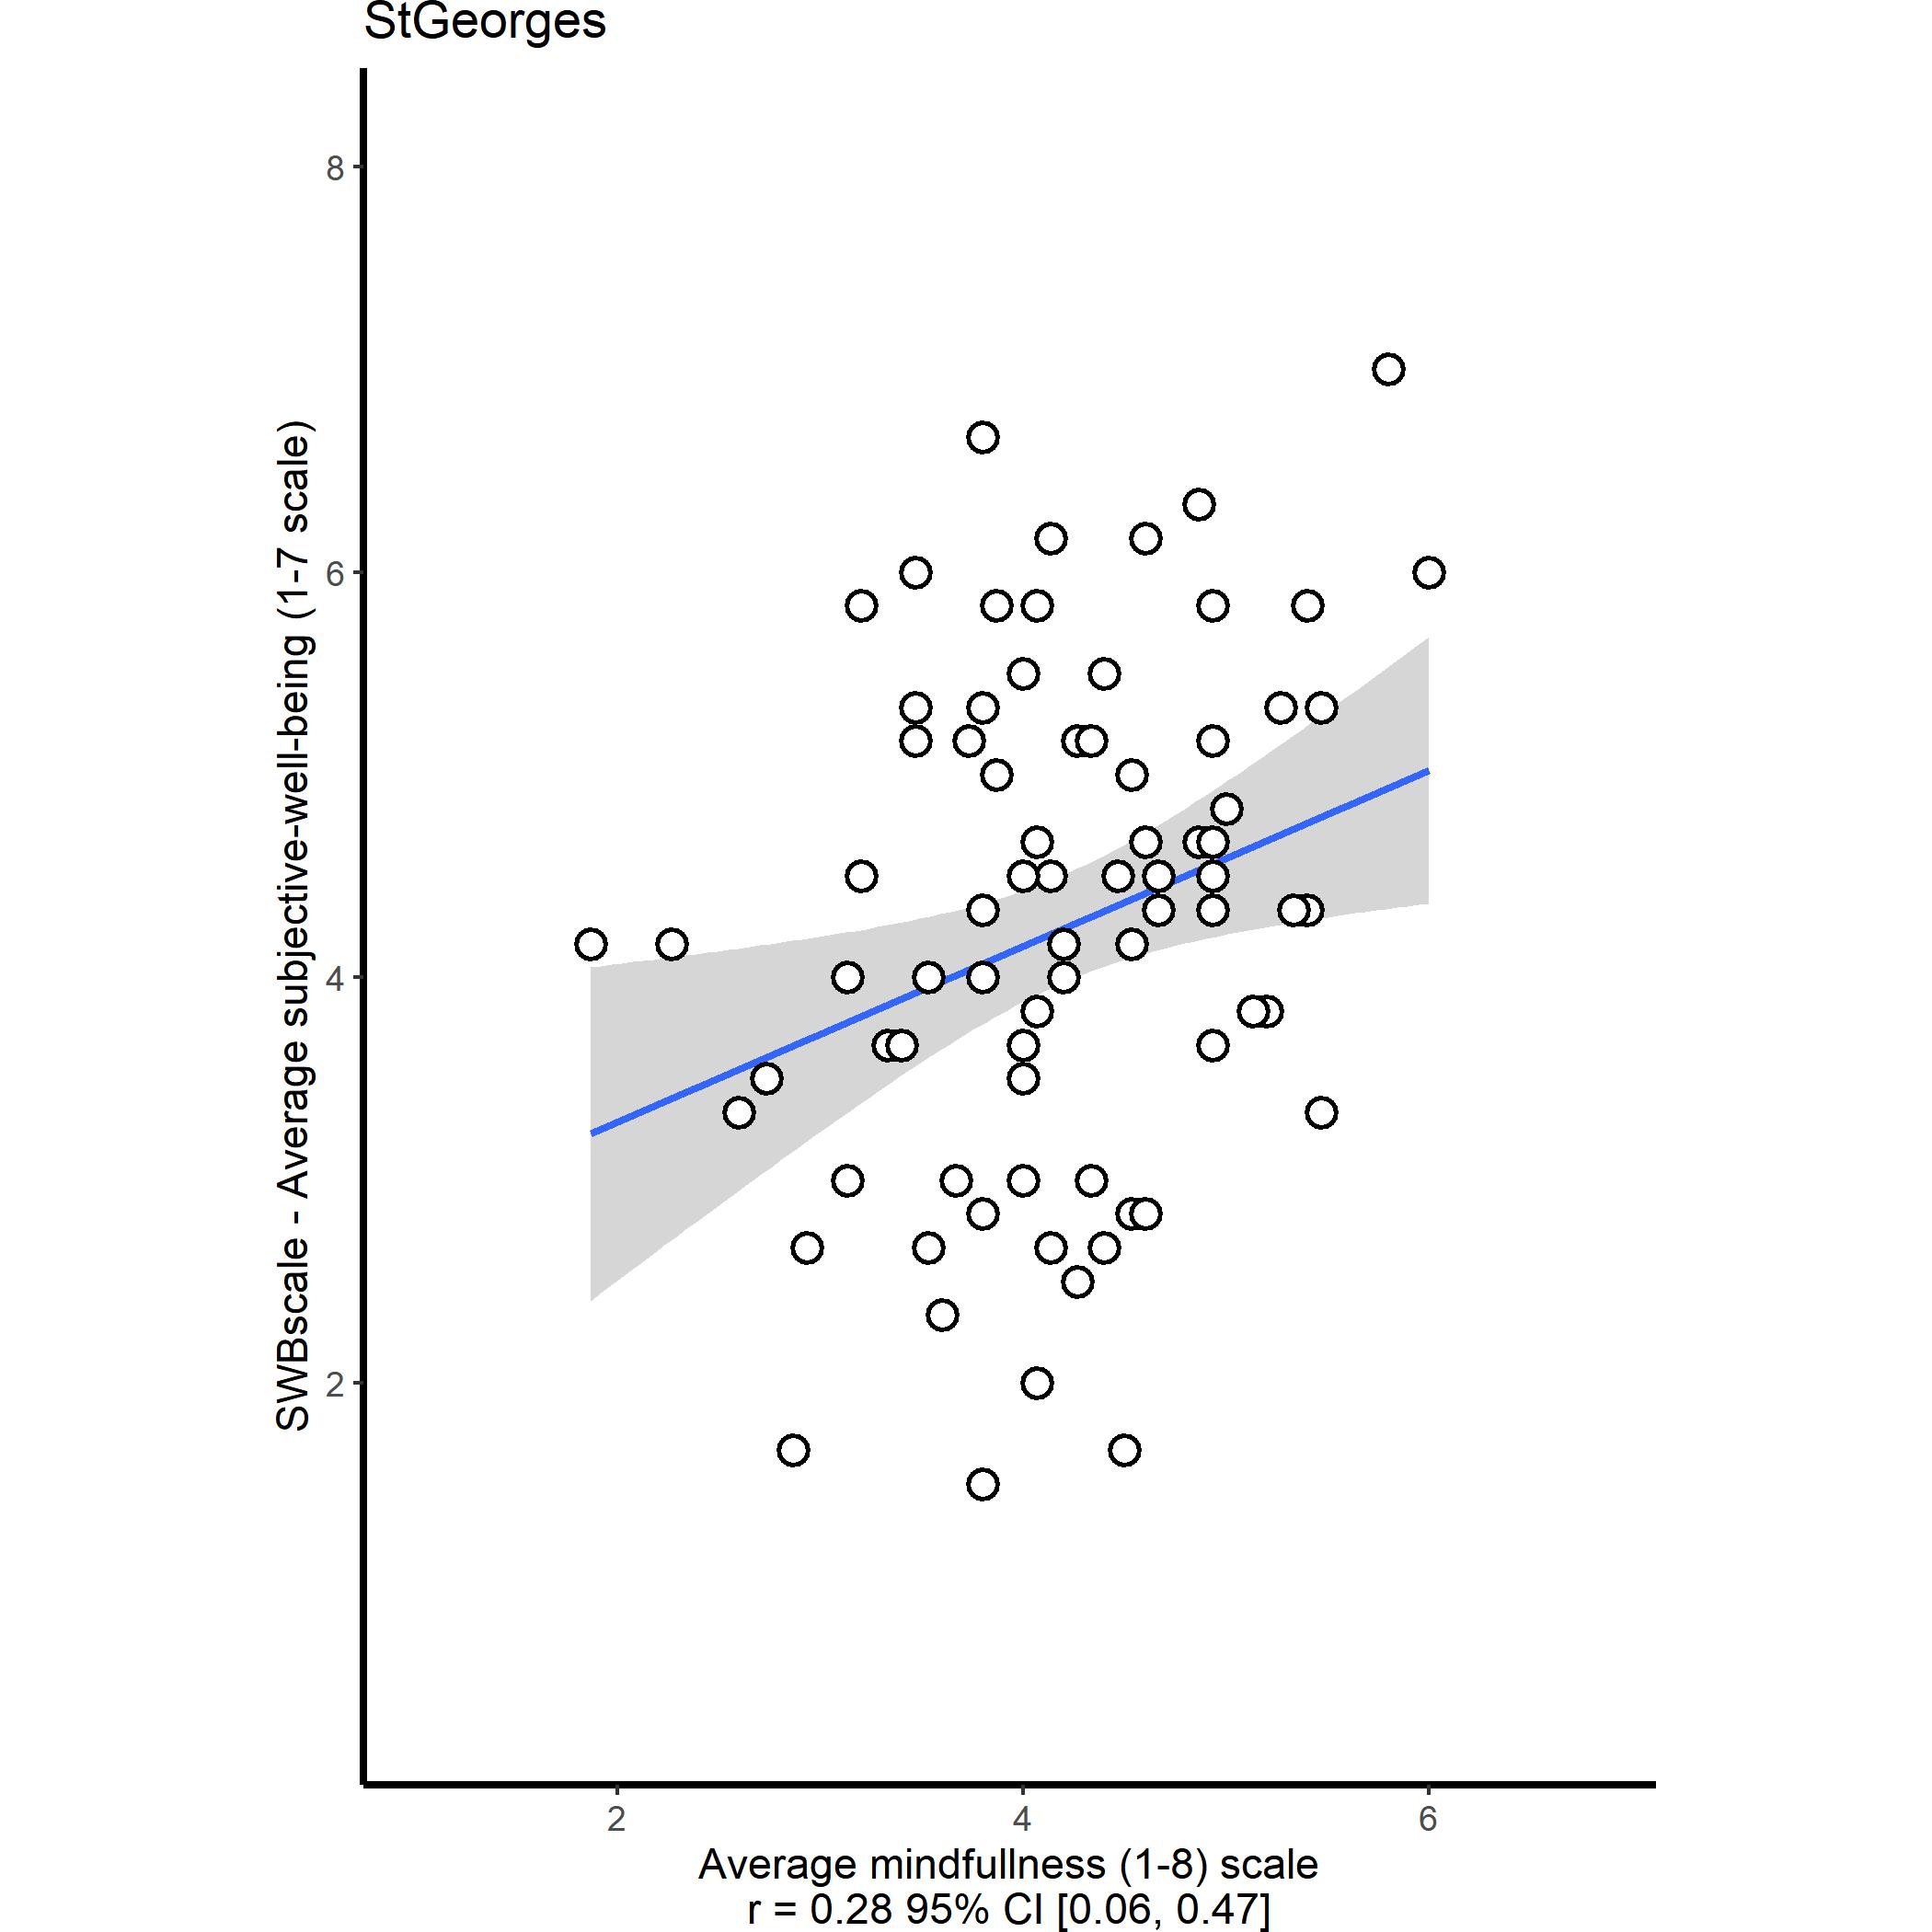 StGeorges
SWBscale - Average subjective-well-being (1-7 scale)
8
6
4
2
2
4
6
Average mindfullness (1-8) scale
r = 0.28 95% CI [0.06, 0.47]